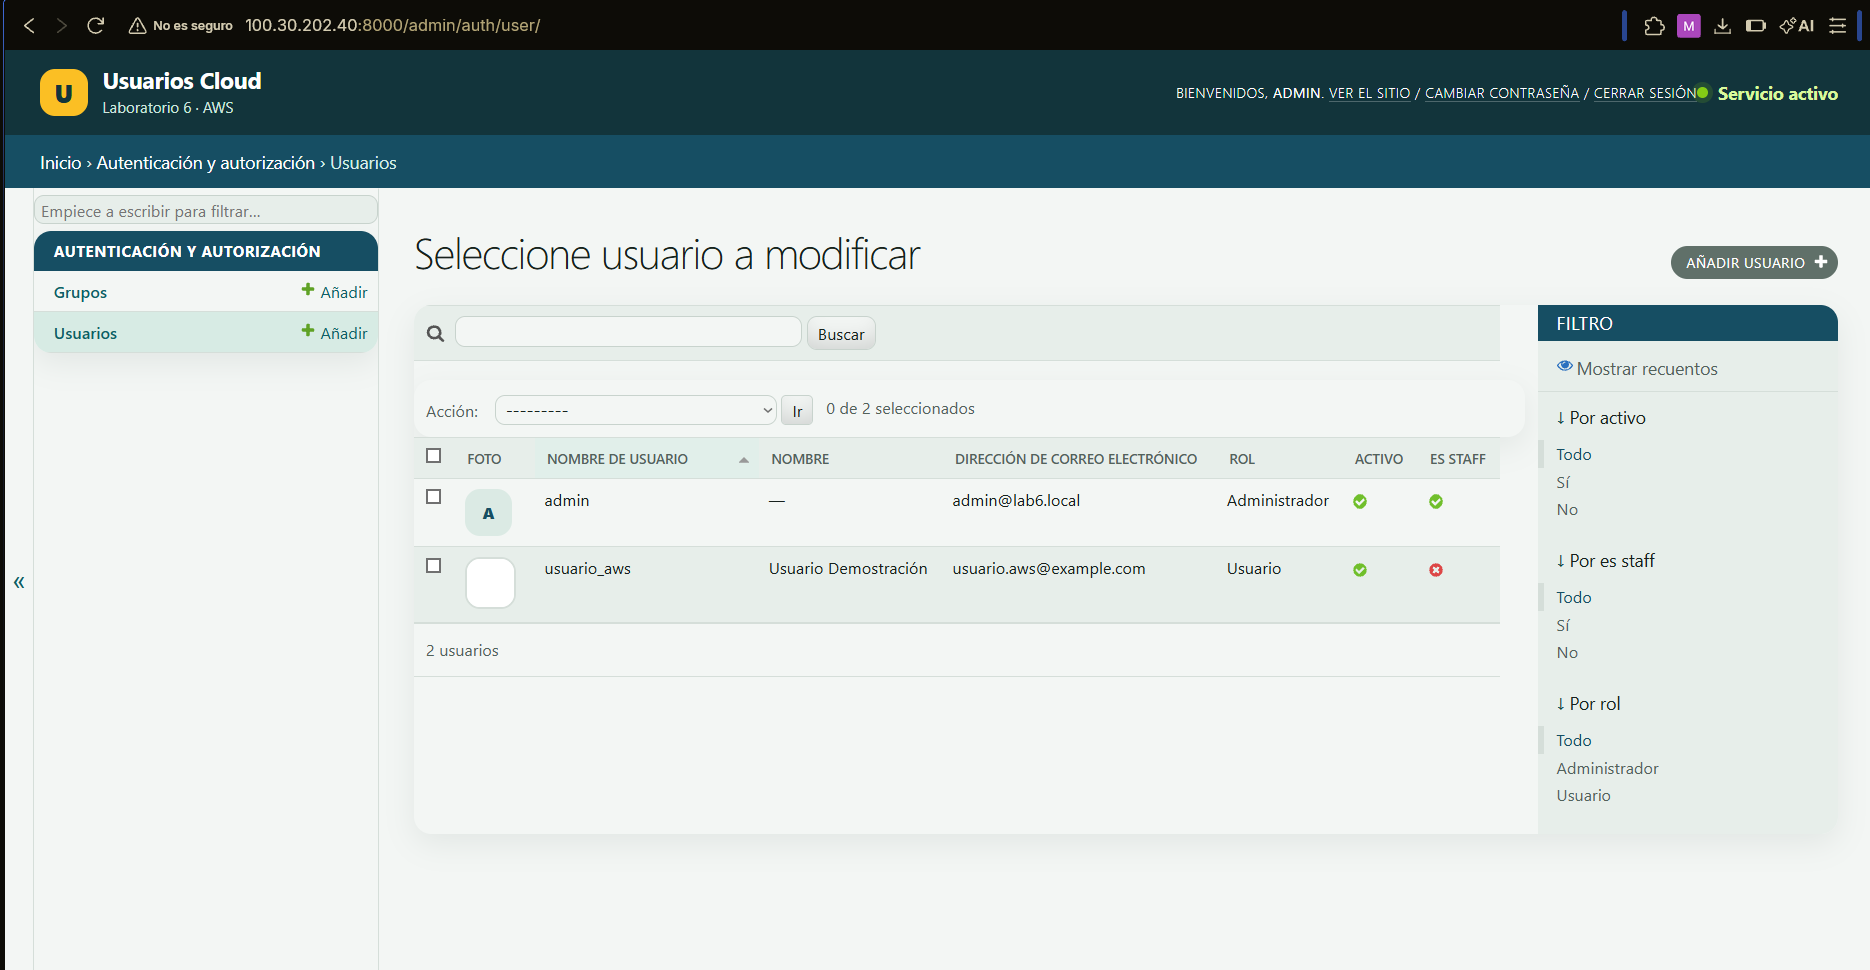 No es seguro 100.30.202.40:8000/admin/auth/user/
M
AI
U
Usuarios Cloud
Laboratorio 6 · AWS
BIENVENIDOS, ADMIN. VER EL SITIO / CAMBIAR CONTRASEÑA / CERRAR SESIÓN
Servicio activo
Inicio › Autenticación y autorización › Usuarios
Empiece a escribir para filtrar...
AUTENTICACIÓN Y AUTORIZACIÓN
Grupos + Añadir
Usuarios + Añadir
«
Seleccione usuario a modificar
AÑADIR USUARIO +
Buscar
Acción: --------- Ir 0 de 2 seleccionados
FOTO NOMBRE DE USUARIO NOMBRE DIRECCIÓN DE CORREO ELECTRÓNICO ROL ACTIVO ES STAFF
A admin — admin@lab6.local Administrador
usuario_aws Usuario Demostración usuario.aws@example.com Usuario
2 usuarios
FILTRO
Mostrar recuentos
↓ Por activo
Todo
Sí
No
↓ Por es staff
Todo
Sí
No
↓ Por rol
Todo
Administrador
Usuario